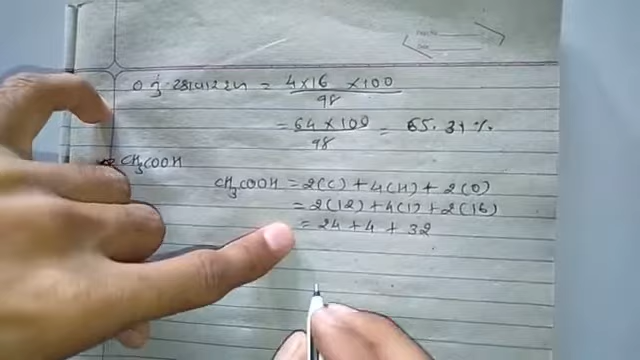 = 4×16 ×100
98
= 64×100 = 65.31%
98
CH3COOH
CH3COOH = 2(C) + 4(H) + 2(O)
= 2(12) + 4(1) + 2(16)
= 24 + 4 + 32